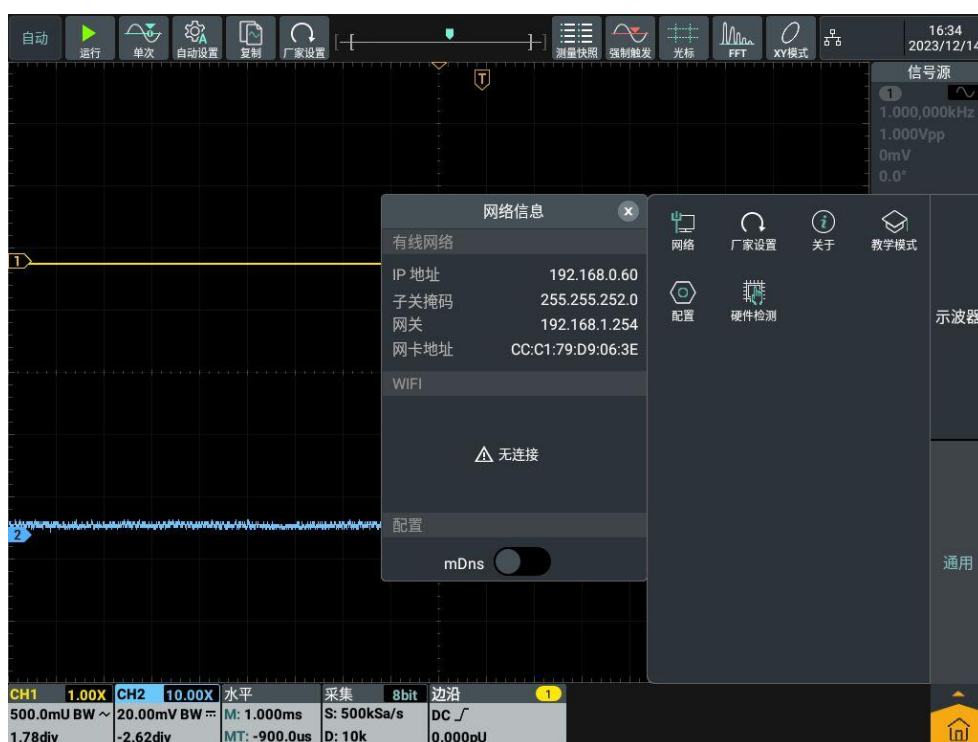 自动
运行
单次
自动设置
复制
厂家设置
测量快照
强制触发
光标
FFT
XY模式
16:34
2023/12/14
T
信号源
1
1.000,000kHz
1.000Vpp
0mV
0.0°
网络信息
有线网络
IP 地址 192.168.0.60
子关掩码 255.255.252.0
网关 192.168.1.254
网卡地址 CC:C1:79:D9:06:3E
WIFI
无连接
配置
mDns
网络
厂家设置
关于
教学模式
配置
硬件检测
示波器
通用
1
2
CH1 1.00X CH2 10.00X 水平 采集 8bit 边沿 1
500.0mU BW 20.00mV BW M: 1.000ms S: 500kSa/s DC
1.78div -2.62div MT: -900.0us D: 10k 0.000pU